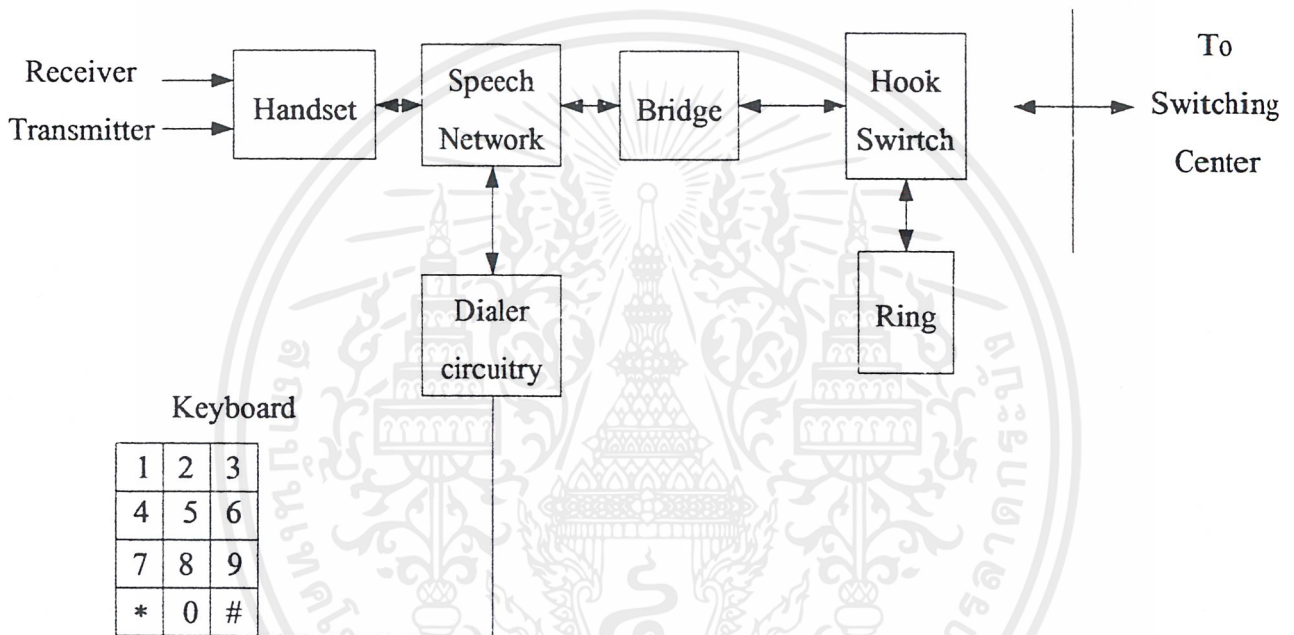 Receiver
Transmitter
Handset
Speech
Network
Bridge
Hook
Swirtch
To
Switching
Center
Dialer
circuitry
Ring
Keyboard
1 2 3
4 5 6
7 8 9
* 0 #